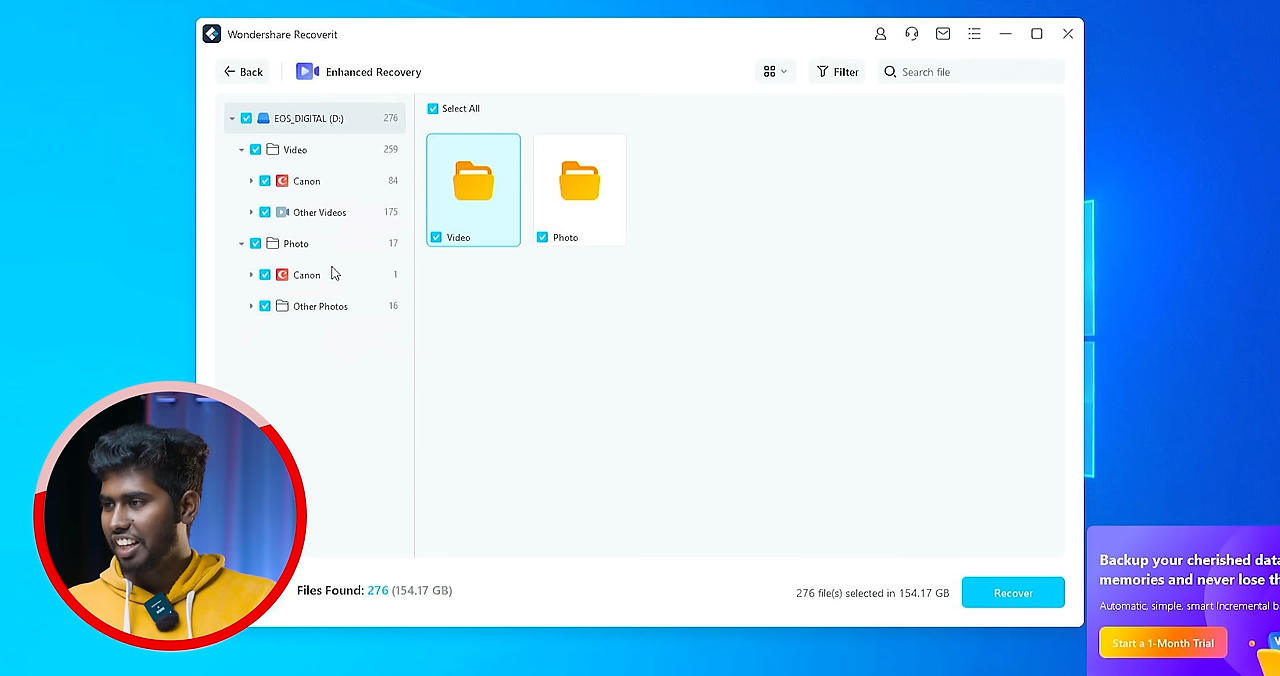 Wondershare Recoverit
Back
Enhanced Recovery
Filter
Search file
EOS_DIGITAL (D:) 276
Video 259
Canon 84
Other Videos 175
Photo 17
Canon 1
Other Photos 16
Select All
Video
Photo
Files Found: 276 (154.17 GB)
276 file(s) selected in 154.17 GB
Recover
Backup your cherished data
memories and never lose th
Automatic, simple, smart Incremental b
Start a 1-Month Trial